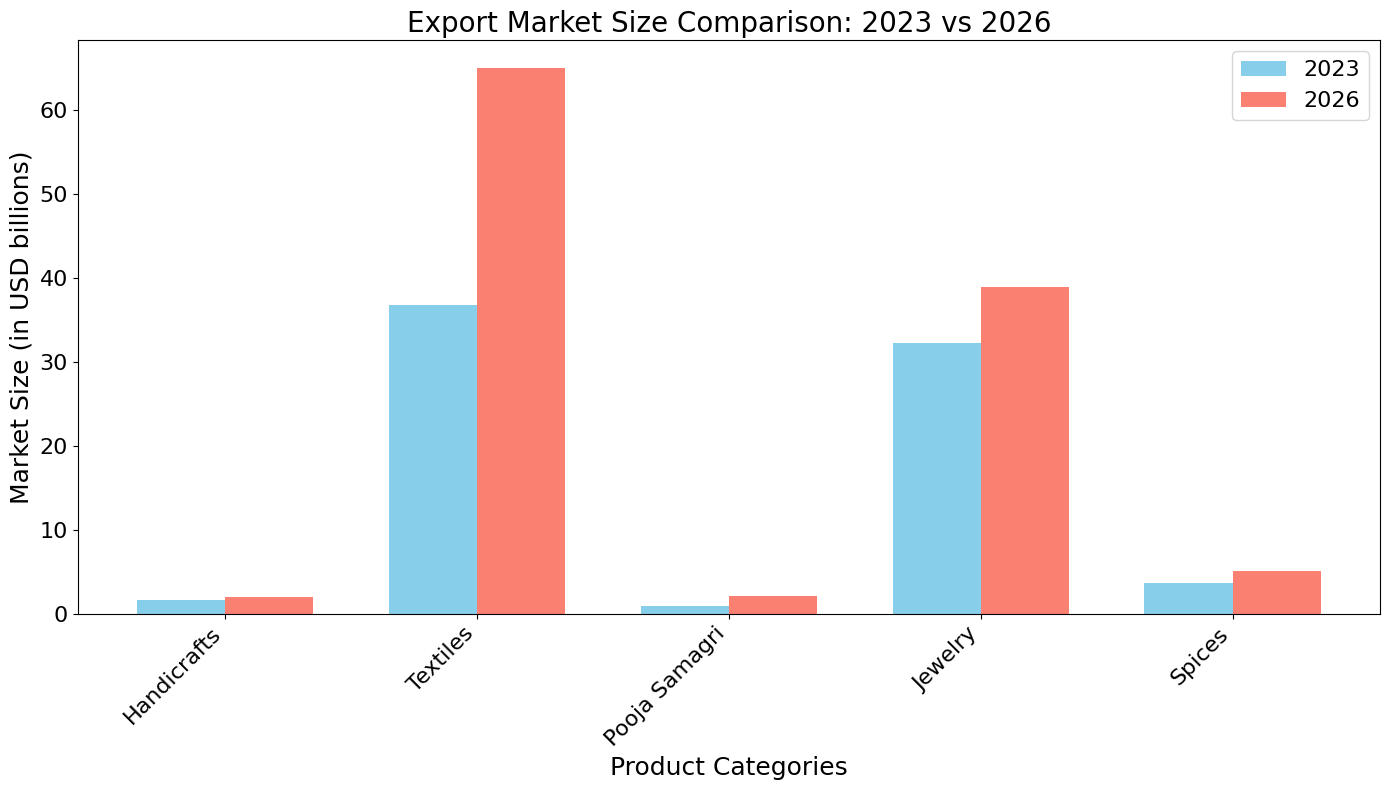 Export Market Size Comparison: 2023 vs 2026
2023
2026
Market Size (in USD billions)
60
50
40
30
20
10
0
Handicrafts
Textiles
Pooja Samagri
Jewelry
Spices
Product Categories